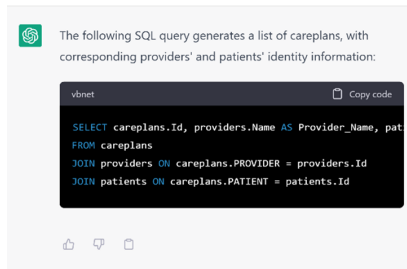 The following SQL query generates a list of careplans, with
corresponding providers' and patients' identity information:
vbnet
Copy code
SELECT careplans.Id, providers.Name AS Provider_Name, pat
FROM careplans
JOIN providers ON careplans.PROVIDER = providers.Id
JOIN patients ON careplans.PATIENT = patients.Id